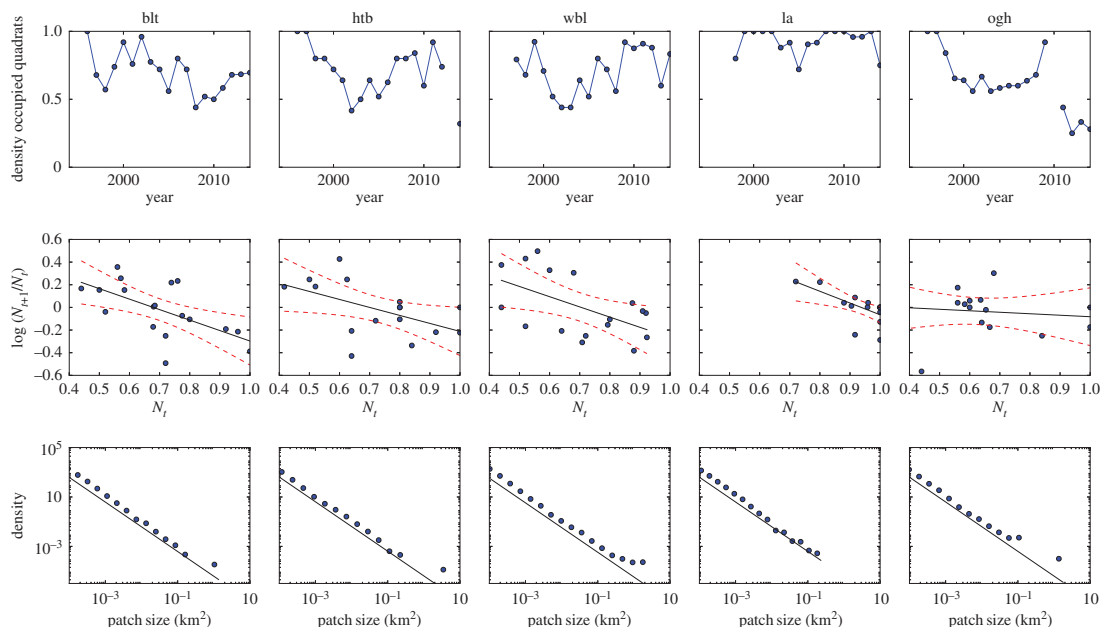 blt htb wbl la ogh
density occupied quadrats
1.0
0.5
0
2000 2010 2000 2010 2000 2010 2000 2010 2000 2010
year year year year year
log (N_{t+1}/N_t)
0.6
0.4
0.2
0
−0.2
−0.4
−0.6
0.4 0.5 0.6 0.7 0.8 0.9 1.0 0.5 0.6 0.7 0.8 0.9 1.0 0.5 0.6 0.7 0.8 0.9 1.0 0.5 0.6 0.7 0.8 0.9 1.0 0.4 0.5 0.6 0.7 0.8 0.9 1.0
N_t N_t N_t N_t N_t
density
10^5
10
10^{−3}
10^{−3} 10^{−1} 10 10^{−3} 10^{−1} 10 10^{−3} 10^{−1} 10 10^{−3} 10^{−1} 10 10^{−3} 10^{−1} 10
patch size (km^2) patch size (km^2) patch size (km^2) patch size (km^2) patch size (km^2)